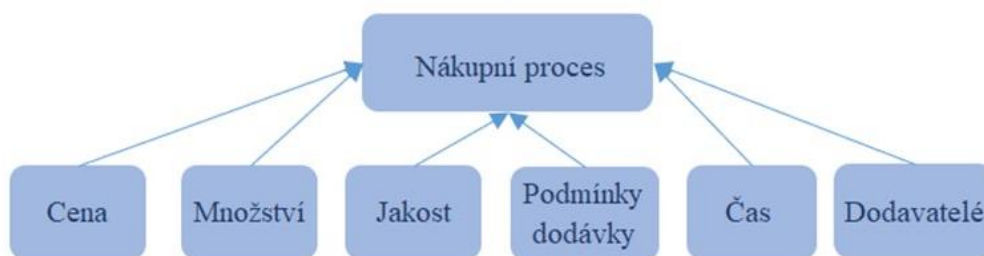 Nákupní proces
Cena
Množství
Jakost
Podmínky
dodávky
Čas
Dodavatelé